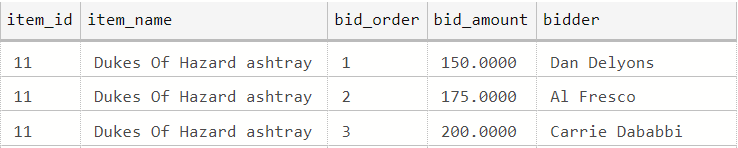 item_id item_name bid_order bid_amount bidder
11 Dukes Of Hazard ashtray 1 150.0000 Dan Delyons
11 Dukes Of Hazard ashtray 2 175.0000 Al Fresco
11 Dukes Of Hazard ashtray 3 200.0000 Carrie Dababbi